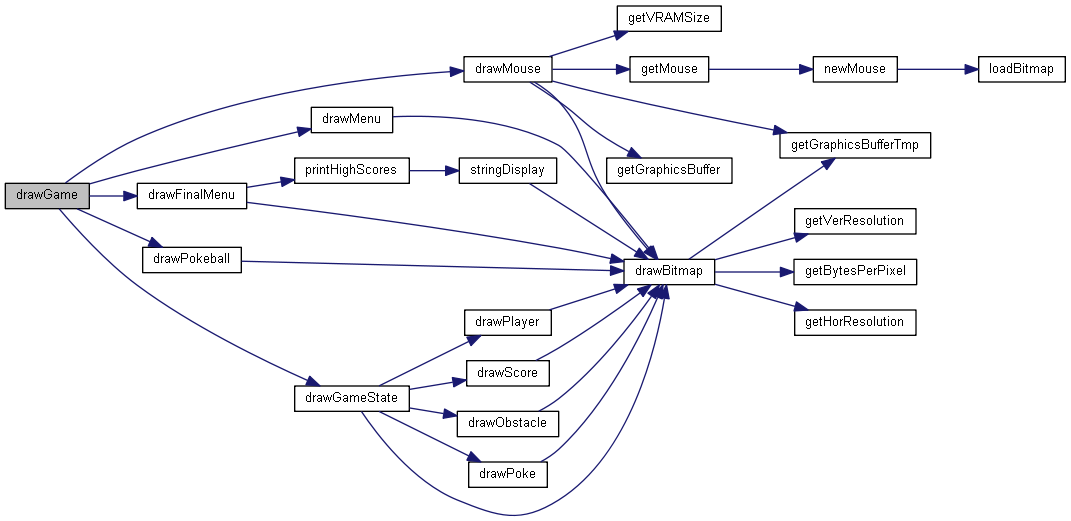 getVRAMSize
drawMouse
getMouse
newMouse
loadBitmap
drawMenu
getGraphicsBufferTmp
printHighScores
stringDisplay
getGraphicsBuffer
drawGame
drawFinalMenu
getVerResolution
drawPokeball
drawBitmap
getBytesPerPixel
drawPlayer
getHorResolution
drawScore
drawGameState
drawObstacle
drawPoke